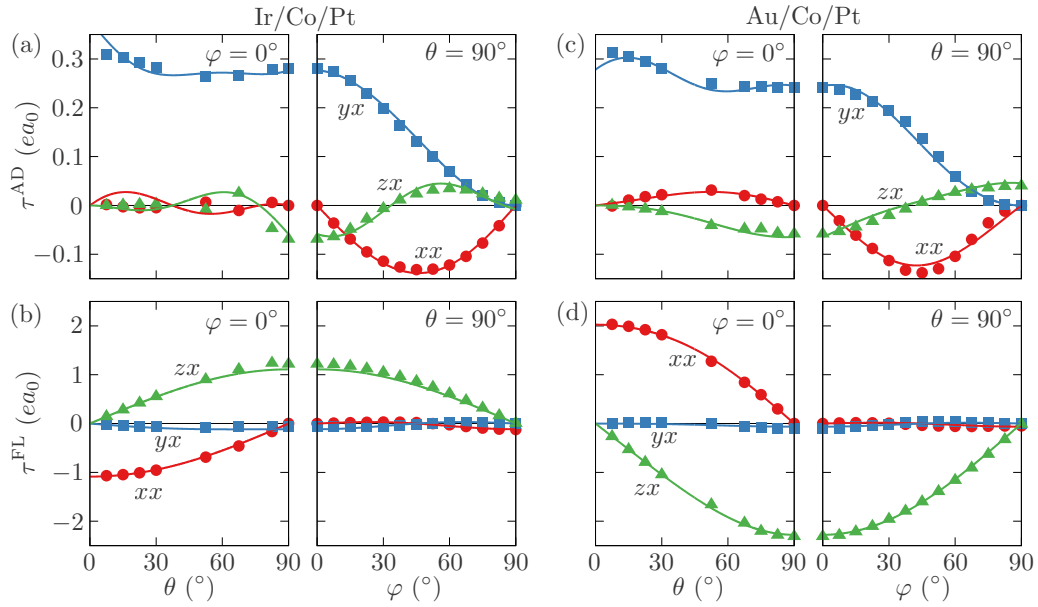 Ir/Co/Pt
Au/Co/Pt
(a)
φ = 0°
θ = 90°
(c)
φ = 0°
θ = 90°
0.3
0.2
0.1
0
−0.1
τ^AD (ea₀)
yx
zx
xx
yx
zx
xx
(b)
φ = 0°
θ = 90°
(d)
φ = 0°
θ = 90°
2
1
0
−1
−2
τ^FL (ea₀)
zx
yx
xx
xx
yx
zx
0 30 60 90
0 30 60 90
0 30 60 90
0 30 60 90
θ (°)
φ (°)
θ (°)
φ (°)